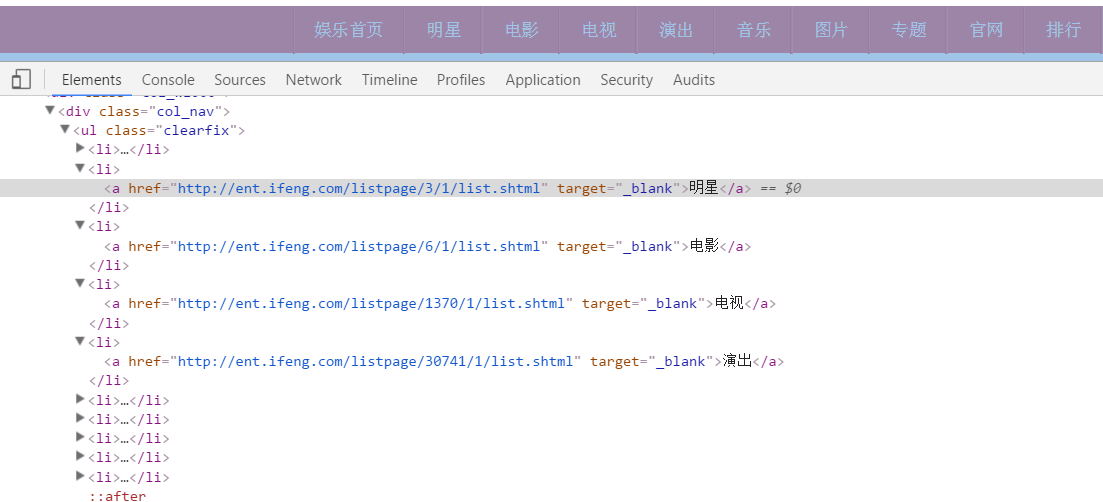 娱乐首页 明星 电影 电视 演出 音乐 图片 专题 官网 排行
Elements Console Sources Network Timeline Profiles Application Security Audits
<div class="col_nav">
<ul class="clearfix">
<li>…</li>
<li>
<a href="http://ent.ifeng.com/listpage/3/1/list.shtml" target="_blank">明星</a> == $0
</li>
<li>
<a href="http://ent.ifeng.com/listpage/6/1/list.shtml" target="_blank">电影</a>
</li>
<li>
<a href="http://ent.ifeng.com/listpage/1370/1/list.shtml" target="_blank">电视</a>
</li>
<li>
<a href="http://ent.ifeng.com/listpage/30741/1/list.shtml" target="_blank">演出</a>
</li>
<li>…</li>
<li>…</li>
<li>…</li>
<li>…</li>
<li>…</li>
::after